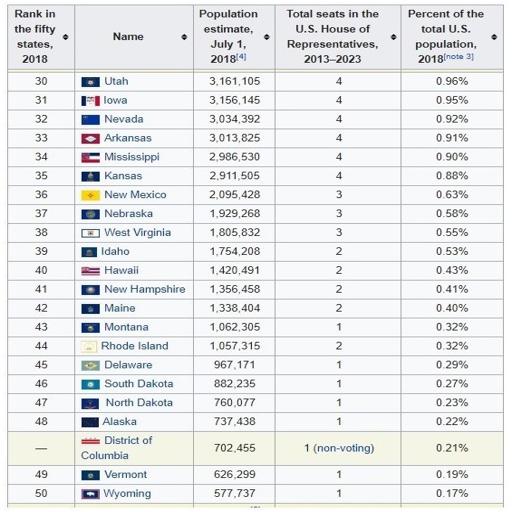 Rank in the fifty states, 2018 Name Population estimate, July 1, 2018[4] Total seats in the U.S. House of Representatives, 2013–2023 Percent of the total U.S. population, 2018[note 3]
30 Utah 3,161,105 4 0.96%
31 Iowa 3,156,145 4 0.95%
32 Nevada 3,034,392 4 0.92%
33 Arkansas 3,013,825 4 0.91%
34 Mississippi 2,986,530 4 0.90%
35 Kansas 2,911,505 4 0.88%
36 New Mexico 2,095,428 3 0.63%
37 Nebraska 1,929,268 3 0.58%
38 West Virginia 1,805,832 3 0.55%
39 Idaho 1,754,208 2 0.53%
40 Hawaii 1,420,491 2 0.43%
41 New Hampshire 1,356,458 2 0.41%
42 Maine 1,338,404 2 0.40%
43 Montana 1,062,305 1 0.32%
44 Rhode Island 1,057,315 2 0.32%
45 Delaware 967,171 1 0.29%
46 South Dakota 882,235 1 0.27%
47 North Dakota 760,077 1 0.23%
48 Alaska 737,438 1 0.22%
— District of Columbia 702,455 1 (non-voting) 0.21%
49 Vermont 626,299 1 0.19%
50 Wyoming 577,737 1 0.17%